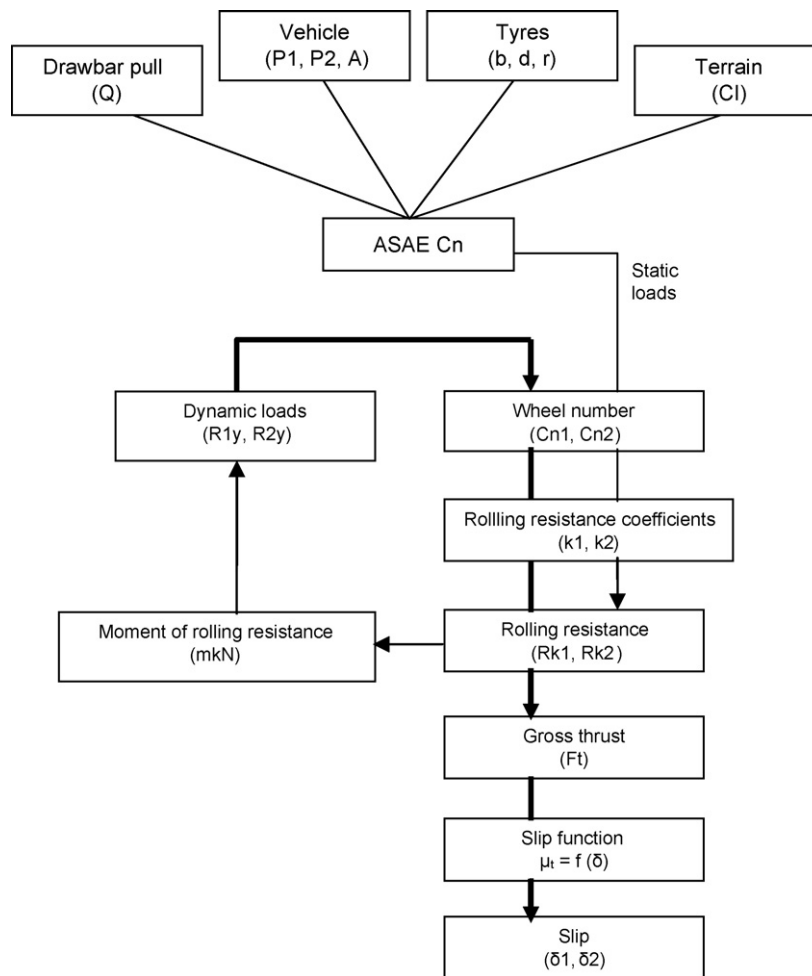 Drawbar pull
(Q)
Vehicle
(P1, P2, A)
Tyres
(b, d, r)
Terrain
(CI)
ASAE Cn
Static
loads
Dynamic loads
(R1y, R2y)
Wheel number
(Cn1, Cn2)
Rollling resistance coefficients
(k1, k2)
Moment of rolling resistance
(mkN)
Rolling resistance
(Rk1, Rk2)
Gross thrust
(Ft)
Slip function
μₜ = f (δ)
Slip
(δ1, δ2)